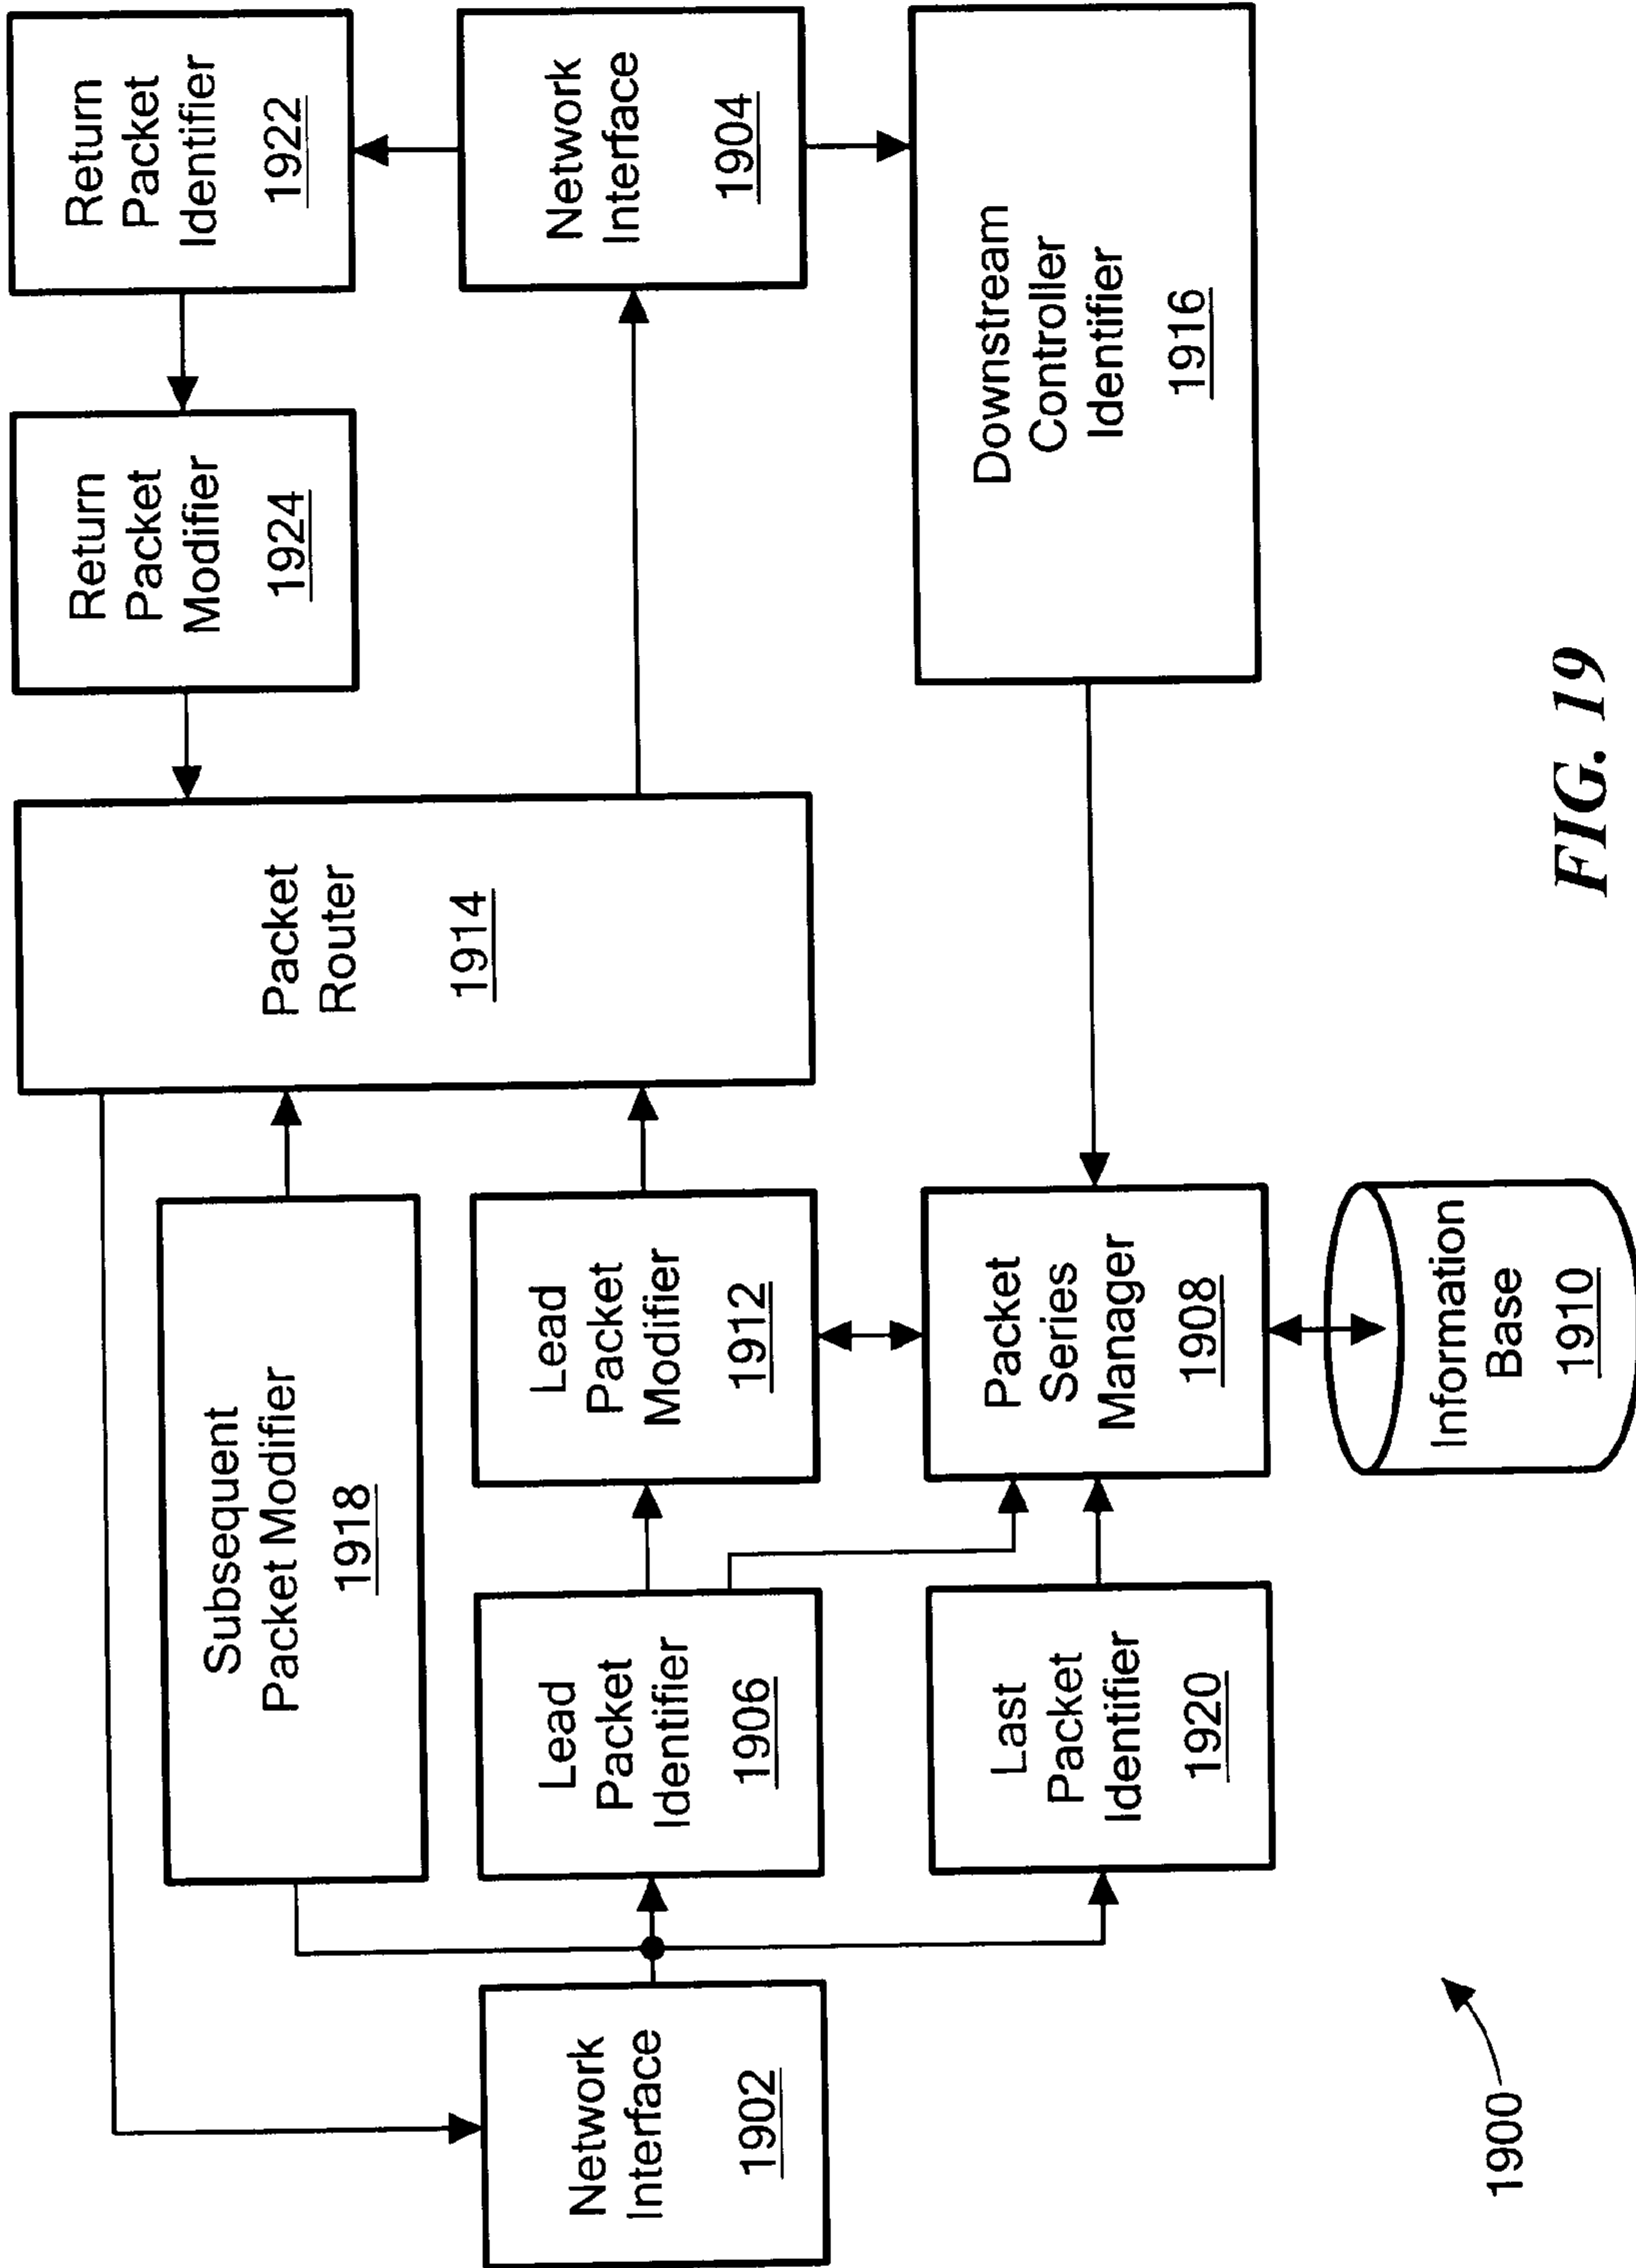 Return
Packet
Identifier
1922
Return
Packet
Modifier
1924
Network
Interface
1904
Packet
Router
1914
Downstream
Controller
Identifier
1916
Subsequent
Packet Modifier
1918
Lead
Packet
Modifier
1912
Lead
Packet
Identifier
1906
Packet
Series
Manager
1908
Last
Packet
Identifier
1920
Information
Base
1910
Network
Interface
1902
1900
FIG. 19